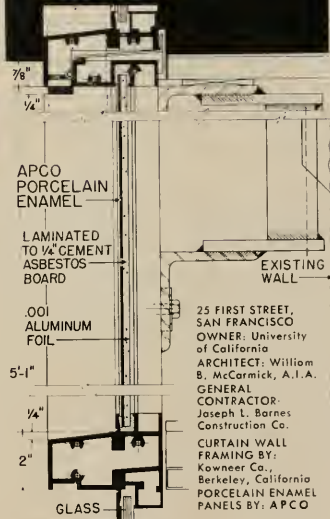 7/8"
1/4"
APCO
PORCELAIN
ENAMEL
LAMINATED
TO 1/4" CEMENT
ASBESTOS
BOARD
.001
ALUMINUM
FOIL
5'-1"
1/4"
2"
GLASS
EXISTING
WALL
25 FIRST STREET,
SAN FRANCISCO
OWNER: University
of California
ARCHITECT: William
B. McCarmick, A.I.A.
GENERAL
CONTRACTOR·
Joseph L. Barnes
Construction Co.
CURTAIN WALL
FRAMING BY:
Kowneer Co.,
Berkeley, California
PORCELAIN ENAMEL
PANELS BY: APCO